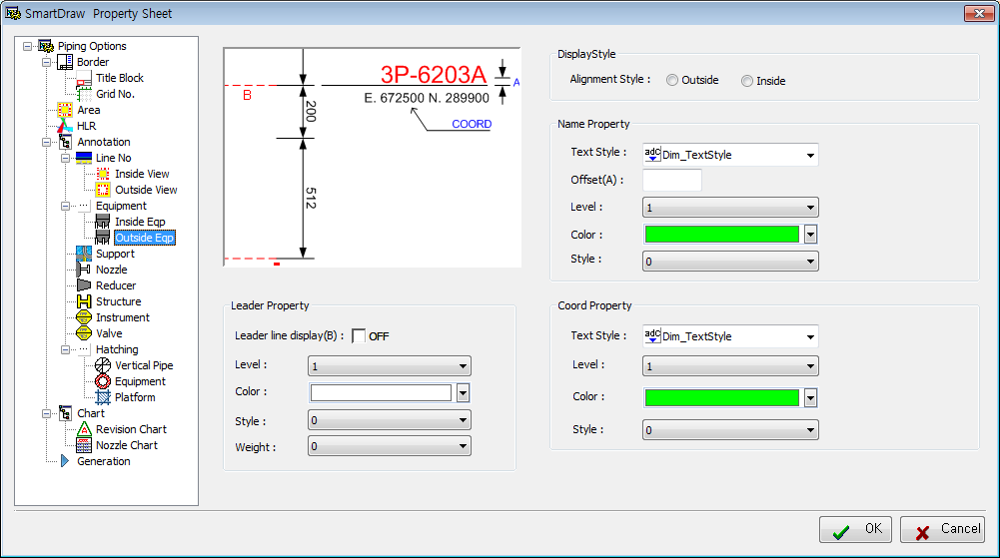 SmartDraw Property Sheet
Piping Options
Border
Title Block
Grid No.
Area
HLR
Annotation
Line No
Inside View
Outside View
Equipment
Inside Eqp
Outside Eqp
Support
Nozzle
Reducer
Structure
Instrument
Valve
Hatching
Vertical Pipe
Equipment
Platform
Chart
Revision Chart
Nozzle Chart
Generation
3P-6203A
A
B
E. 672500 N. 289900
200
COORD
512
Leader Property
Leader line display(B) : OFF
Level : 1
Color :
Style : 0
Weight : 0
DisplayStyle
Alignment Style : Outside Inside
Name Property
Text Style : adC Dim_TextStyle
Offset(A) :
Level : 1
Color :
Style : 0
Coord Property
Text Style : adC Dim_TextStyle
Level : 1
Color :
Style : 0
OK Cancel